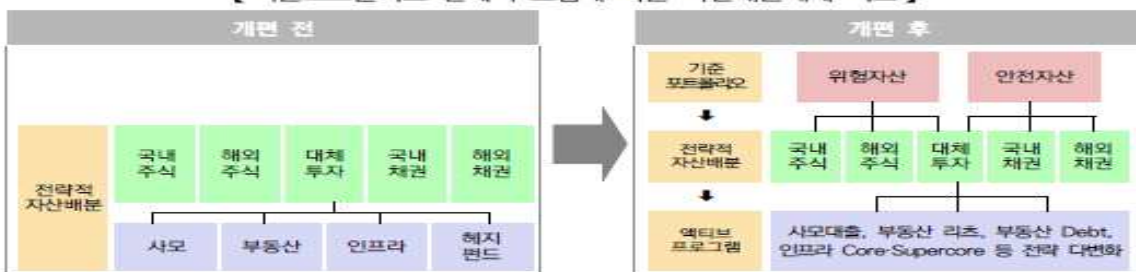 개편 전
전략적
자산배분
국내
주식
해외
주식
대체
투자
국내
채권
해외
채권
사모
부동산
인프라
헤지
펀드
개편 후
기준
포트폴리오
위험자산
안전자산
전략적
자산배분
국내
주식
해외
주식
대체
투자
국내
채권
해외
채권
액티브
프로그램
사모대출, 부동산 리츠, 부동산 Debt,
인프라 Core-Supercore 등 전략 다변화